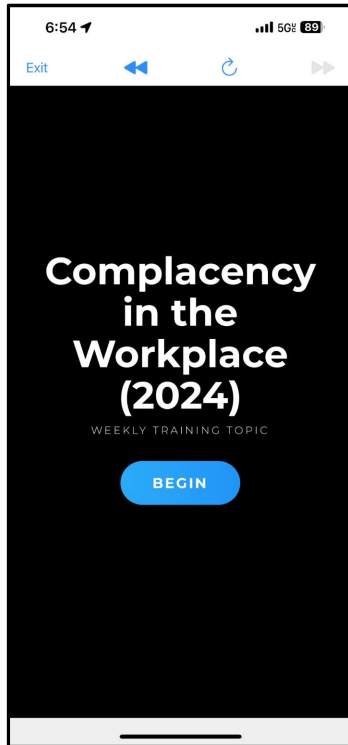 6:54 5G 89
Exit
Complacency
in the
Workplace
(2024)
WEEKLY TRAINING TOPIC
BEGIN